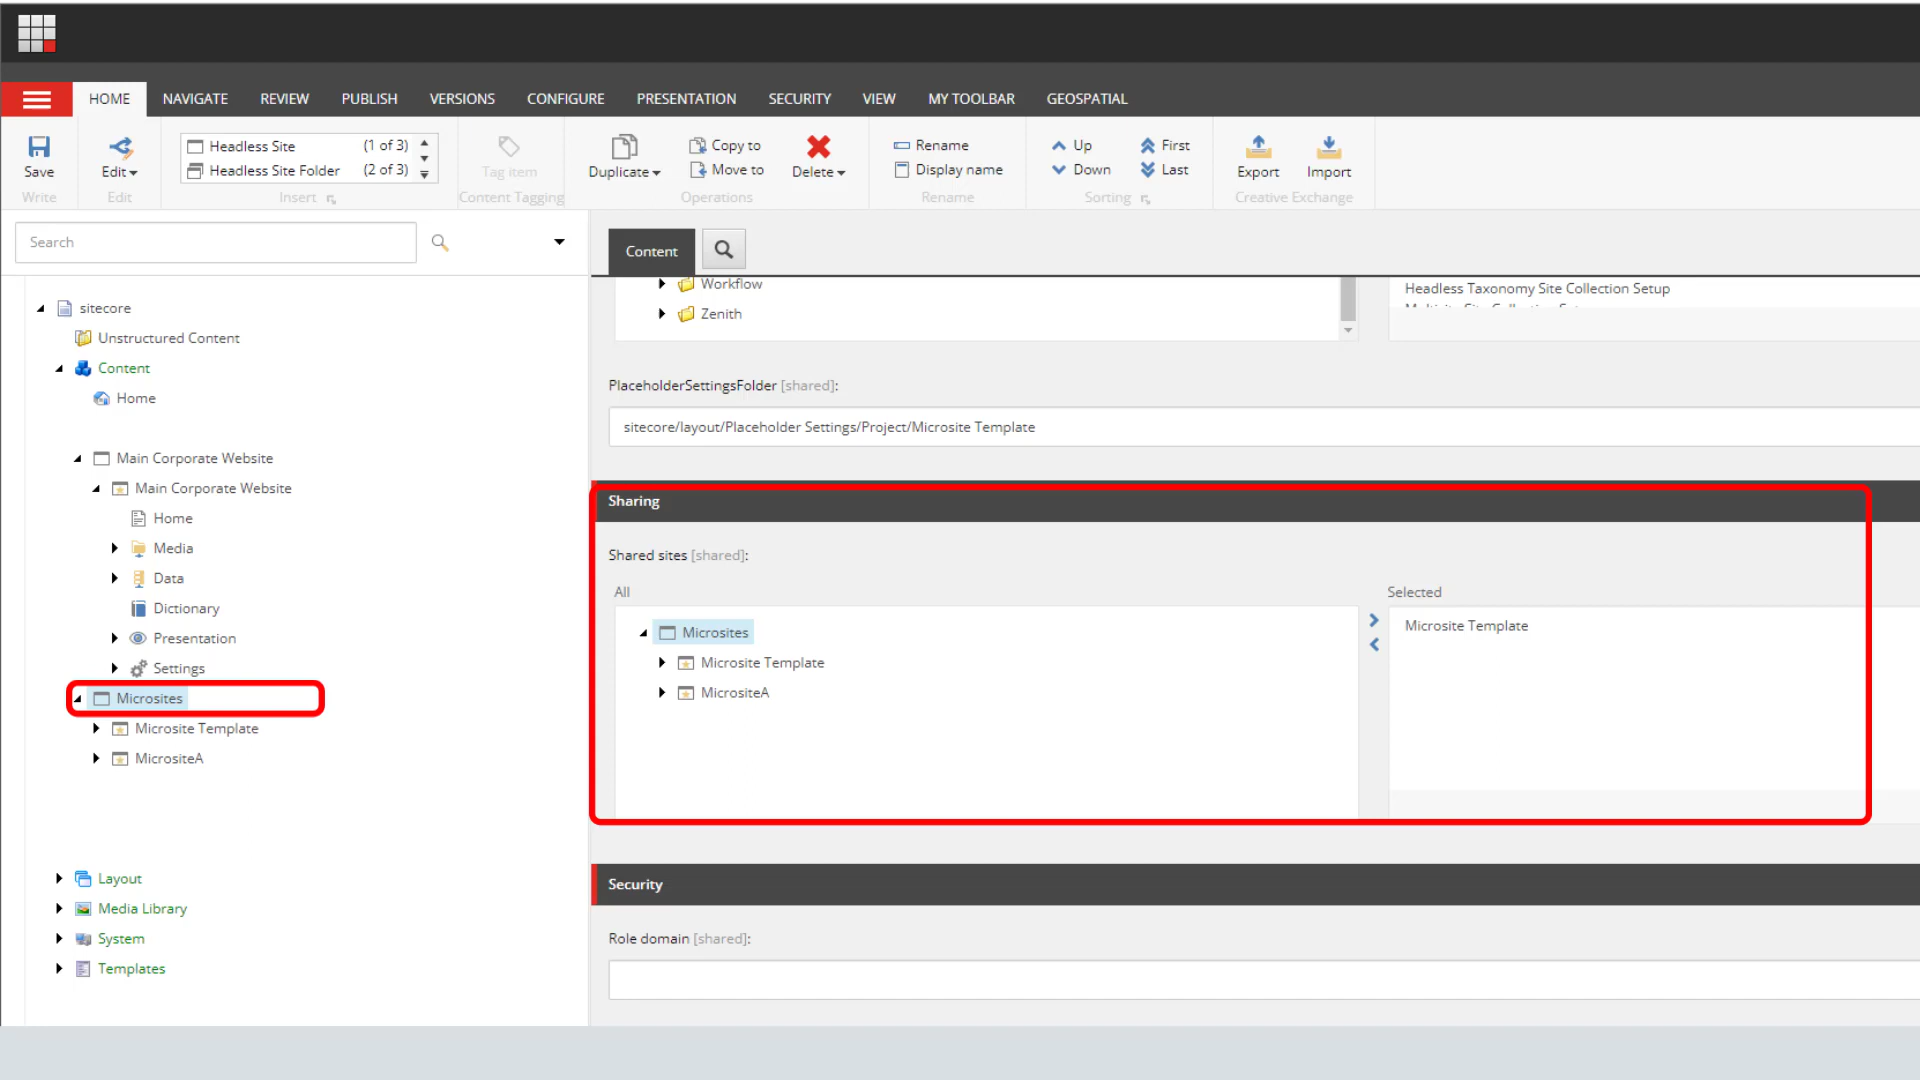 HOME NAVIGATE REVIEW PUBLISH VERSIONS CONFIGURE PRESENTATION SECURITY VIEW MY TOOLBAR GEOSPATIAL
Headless Site (1 of 3)
Headless Site Folder (2 of 3)
Save
Edit
Tag item
Duplicate
Copy to
Move to
Delete
Rename
Display name
Up
Down
First
Last
Export
Import
Write
Edit
Insert
Content Tagging
Operations
Rename
Sorting
Creative Exchange
Search
sitecore
Unstructured Content
Content
Home
Main Corporate Website
Main Corporate Website
Home
Media
Data
Dictionary
Presentation
Settings
Microsites
Microsite Template
MicrositeA
Layout
Media Library
System
Templates
Content
Workflow
Zenith
Headless Taxonomy Site Collection Setup
PlaceholderSettingsFolder [shared]:
sitecore/layout/Placeholder Settings/Project/Microsite Template
Sharing
Shared sites [shared]:
All
Microsites
Microsite Template
MicrositeA
Selected
Microsite Template
Security
Role domain [shared]: